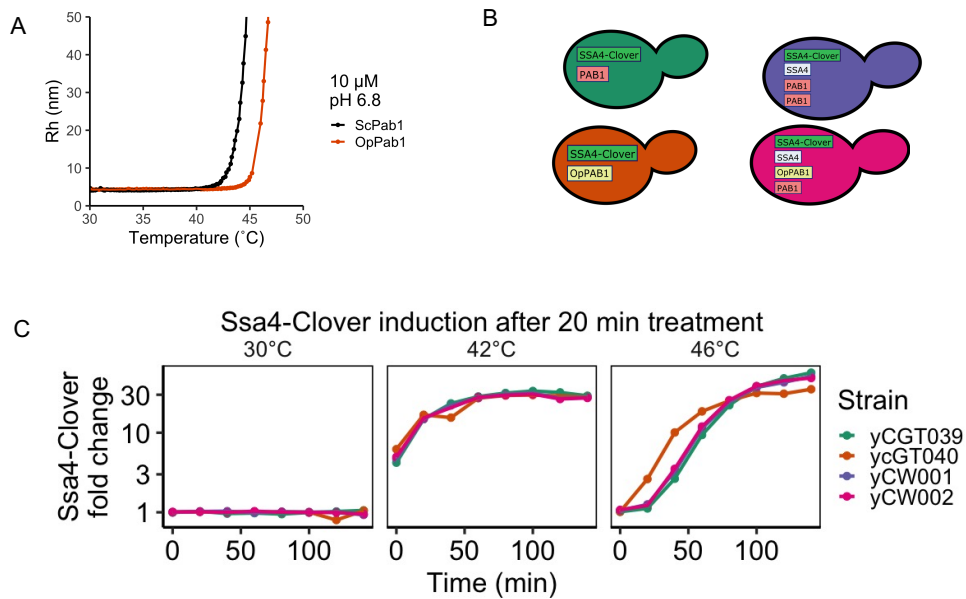 A
50
40
30
20
10
0
30
35
40
45
50
Rh (nm)
Temperature (˚C)
10 µM
pH 6.8
ScPab1
OpPab1
B
SSA4-Clover
PAB1
SSA4-Clover
SSA4
PAB1
PAB1
SSA4-Clover
OpPAB1
SSA4-Clover
SSA4
OpPAB1
PAB1
C
Ssa4-Clover induction after 20 min treatment
30°C
42°C
46°C
Ssa4-Clover
fold change
30
10
3
1
0
50
100
0
50
100
0
50
100
Time (min)
Strain
yCGT039
ycGT040
yCW001
yCW002